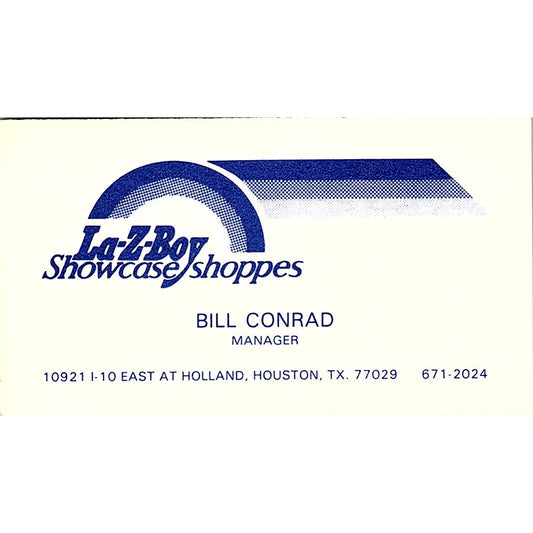 La-Z-Boy
Showcase shoppes
BILL CONRAD
MANAGER
10921 I-10 EAST AT HOLLAND, HOUSTON, TX. 77029 671-2024